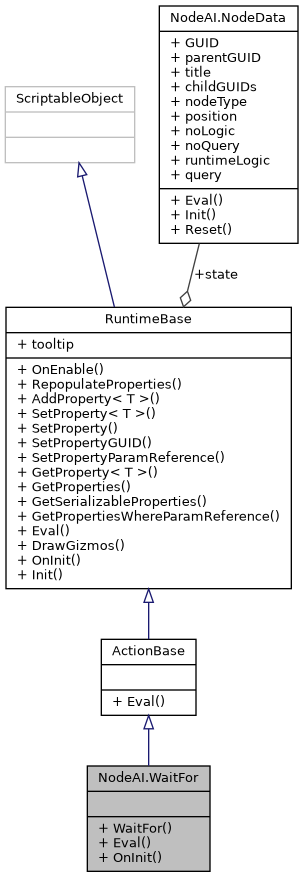 NodeAI.NodeData
+ GUID
+ parentGUID
+ title
+ childGUIDs
+ nodeType
+ position
+ noLogic
+ noQuery
+ runtimeLogic
+ query
+ Eval()
+ Init()
+ Reset()
ScriptableObject
+state
RuntimeBase
+ tooltip
+ OnEnable()
+ RepopulateProperties()
+ AddProperty< T >()
+ SetProperty< T >()
+ SetProperty()
+ SetPropertyGUID()
+ SetPropertyParamReference()
+ GetProperty< T >()
+ GetProperties()
+ GetSerializableProperties()
+ GetPropertiesWhereParamReference()
+ Eval()
+ DrawGizmos()
+ OnInit()
+ Init()
ActionBase
+ Eval()
NodeAI.WaitFor
+ WaitFor()
+ Eval()
+ OnInit()